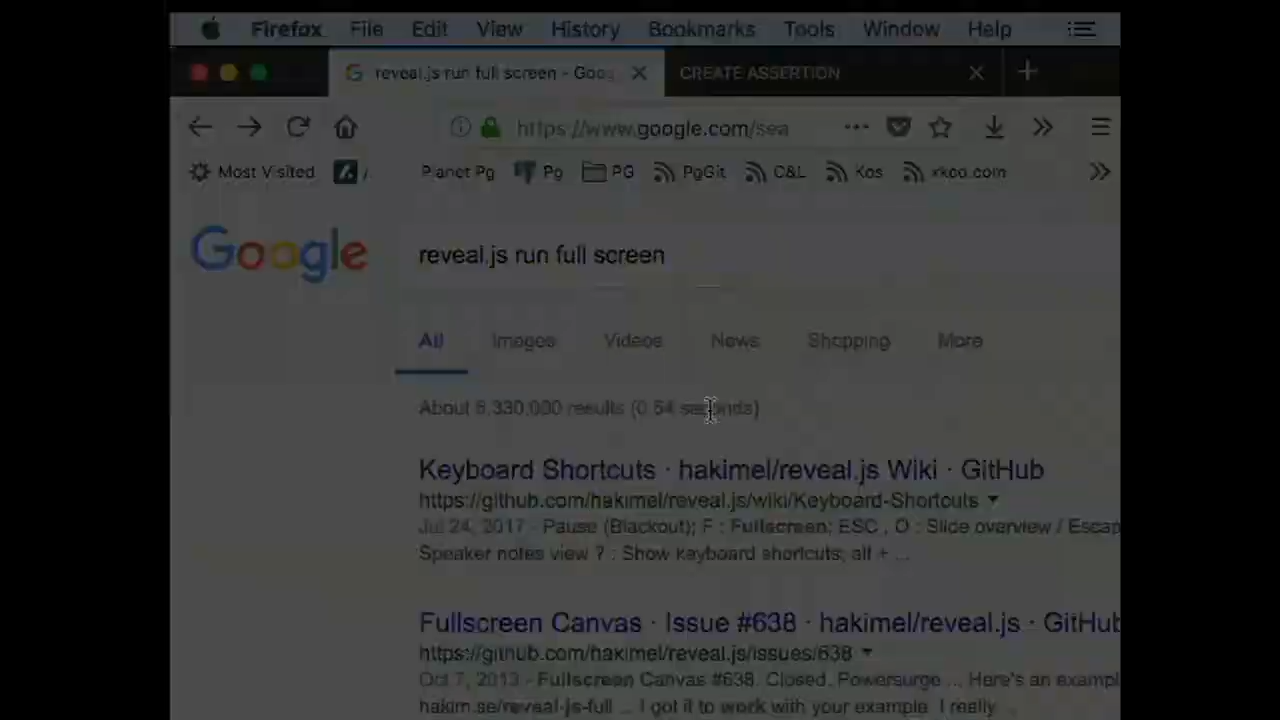 Firefox File Edit View History Bookmarks Tools Window Help
reveal.js run full screen - Goo
CREATE ASSERTION
https://www.google.com/sea
Most Visited / Planet Pg Pg PG PgGit C&L Kos xkcd.com
Google
reveal.js run full screen
All Images Videos News Shopping More
About 6,330,000 results (0.54 seconds)
Keyboard Shortcuts · hakimel/reveal.js Wiki · GitHub
https://github.com/hakimel/reveal.js/wiki/Keyboard-Shortcuts
Jul 24, 2017 - Pause (Blackout); F : Fullscreen; ESC , O : Slide overview / Escap
Speaker notes view ? : Show keyboard shortcuts; alt + ...
Fullscreen Canvas · Issue #638 · hakimel/reveal.js · GitHub
https://github.com/hakimel/reveal.js/issues/638
Oct 7, 2013 - Fullscreen Canvas #638. Closed. Powersurge ... Here's an exampl
hakim.se/reveal-js-full ... I got it to work with your example. I really ...